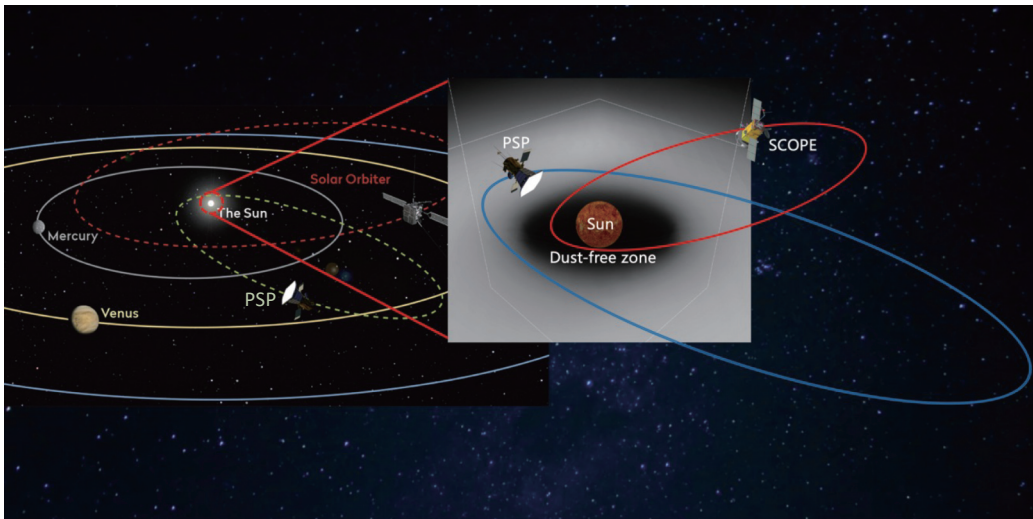 Solar Orbiter
The Sun
Mercury
PSP
Venus
PSP
SCOPE
Sun
Dust-free zone